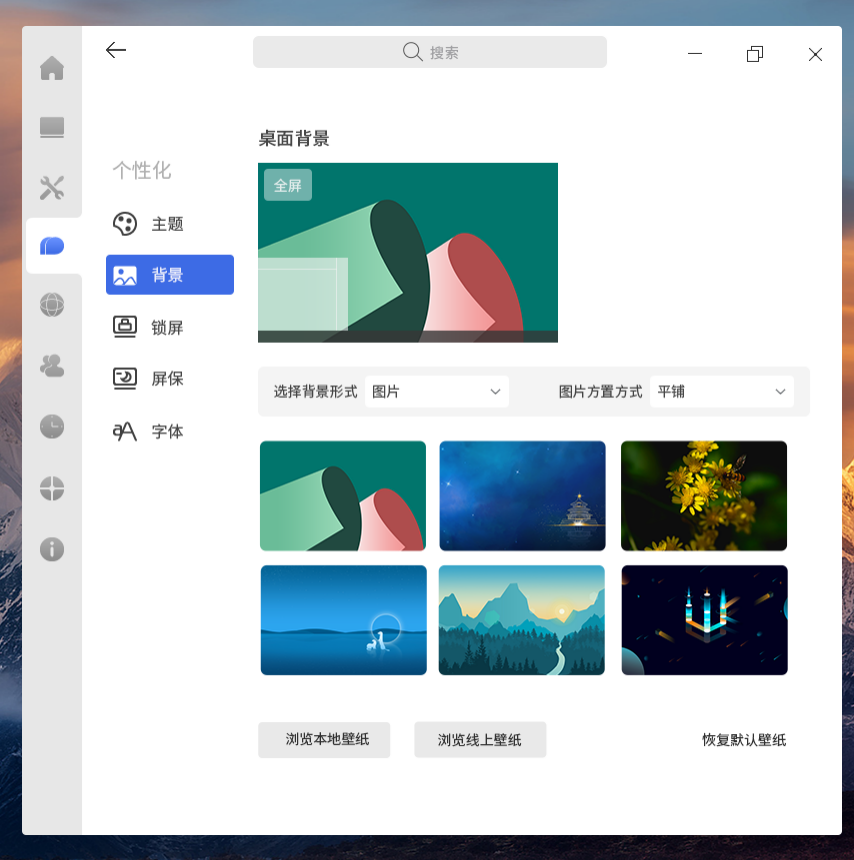 搜索
个性化
主题
背景
锁屏
屏保
字体
桌面背景
全屏
选择背景形式 图片 图片方置方式 平铺
浏览本地壁纸 浏览线上壁纸 恢复默认壁纸